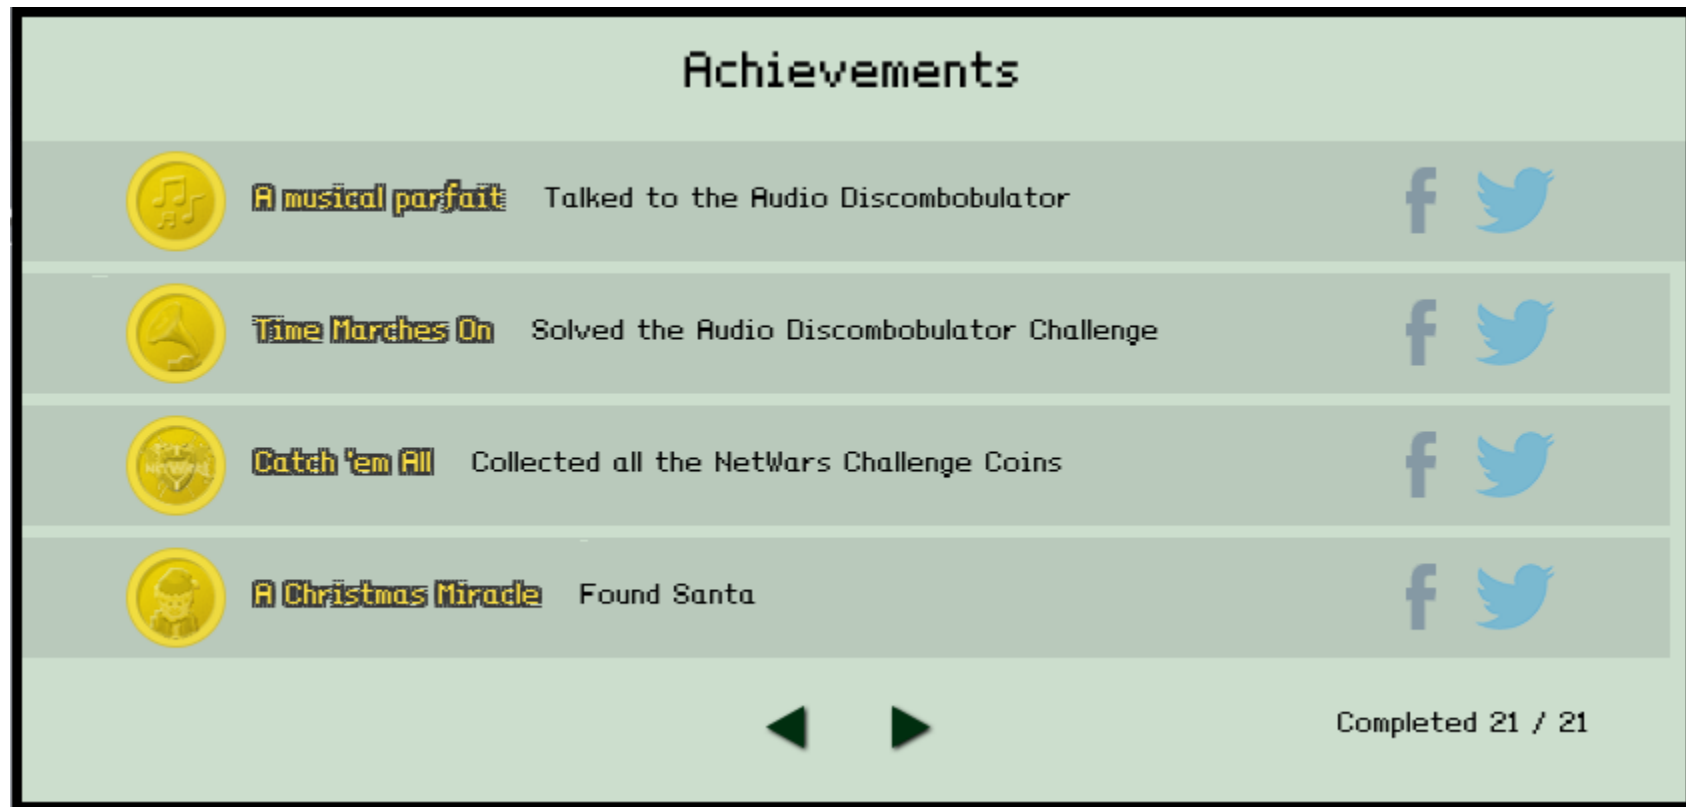 Achievements
A musical parfait Talked to the Audio Discombobulator
Time Marches On Solved the Audio Discombobulator Challenge
NETWARS
Catch 'em All Collected all the NetWars Challenge Coins
A Christmas Miracle Found Santa
Completed 21 / 21